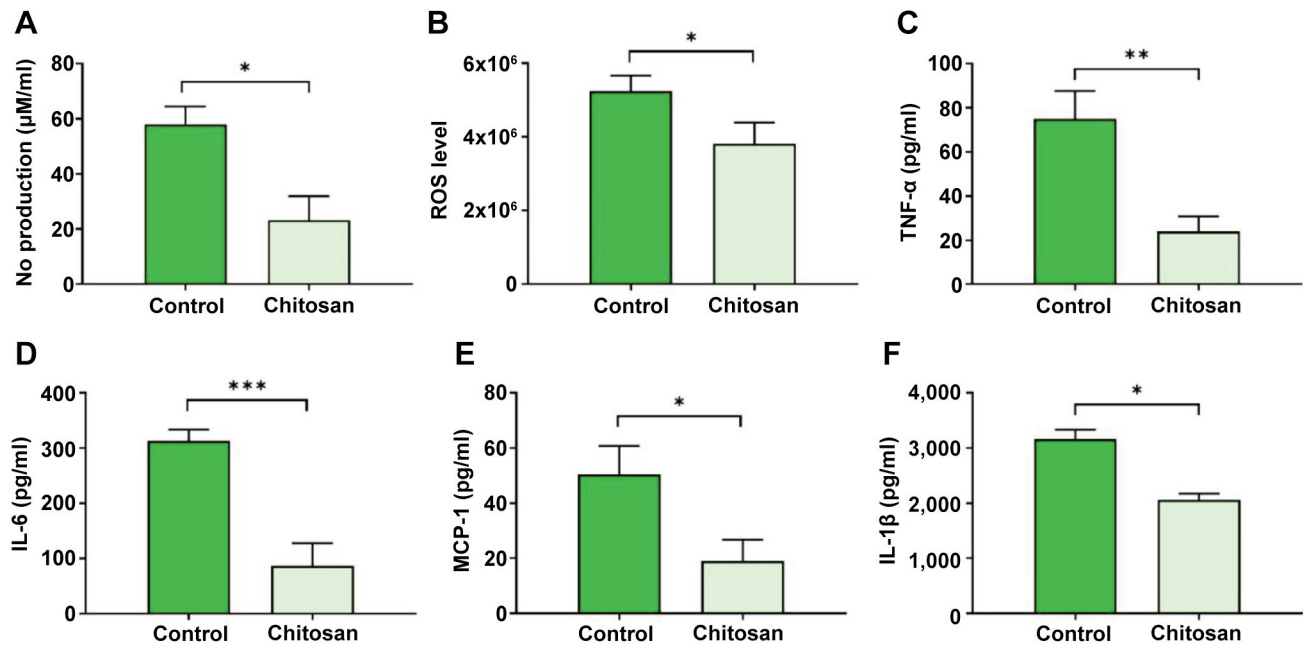 A
No production (μM/ml)
80
60
40
20
0
*
Control Chitosan
B
ROS level
6x10⁶
4x10⁶
2x10⁶
0
*
Control Chitosan
C
TNF-α (pg/ml)
100
80
60
40
20
0
**
Control Chitosan
D
IL-6 (pg/ml)
400
300
200
100
0
***
Control Chitosan
E
MCP-1 (pg/ml)
80
60
40
20
0
*
Control Chitosan
F
IL-1β (pg/ml)
4,000
3,000
2,000
1,000
0
*
Control Chitosan